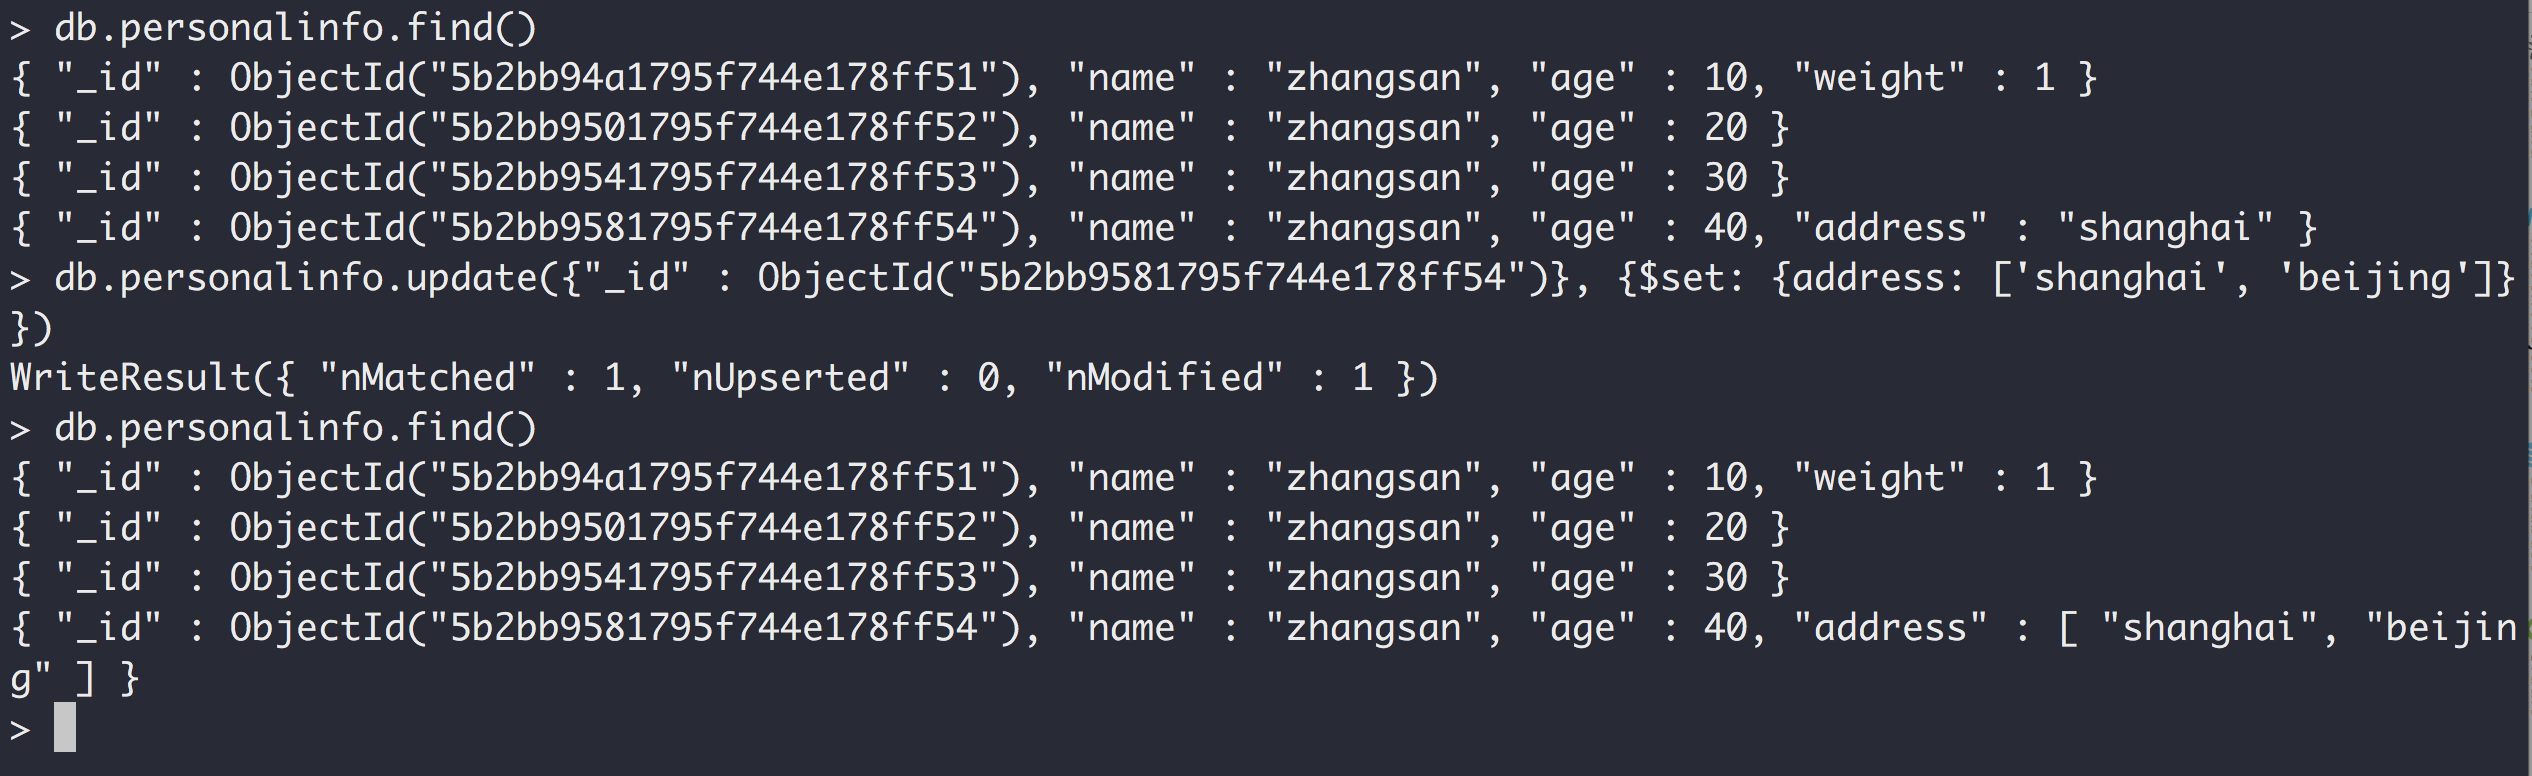 > db.personalinfo.find()
{ "_id" : ObjectId("5b2bb94a1795f744e178ff51"), "name" : "zhangsan", "age" : 10, "weight" : 1 }
{ "_id" : ObjectId("5b2bb9501795f744e178ff52"), "name" : "zhangsan", "age" : 20 }
{ "_id" : ObjectId("5b2bb9541795f744e178ff53"), "name" : "zhangsan", "age" : 30 }
{ "_id" : ObjectId("5b2bb9581795f744e178ff54"), "name" : "zhangsan", "age" : 40, "address" : "shanghai" }
> db.personalinfo.update({"_id" : ObjectId("5b2bb9581795f744e178ff54")}, {$set: {address: ['shanghai', 'beijing']}
})
WriteResult({ "nMatched" : 1, "nUpserted" : 0, "nModified" : 1 })
> db.personalinfo.find()
{ "_id" : ObjectId("5b2bb94a1795f744e178ff51"), "name" : "zhangsan", "age" : 10, "weight" : 1 }
{ "_id" : ObjectId("5b2bb9501795f744e178ff52"), "name" : "zhangsan", "age" : 20 }
{ "_id" : ObjectId("5b2bb9541795f744e178ff53"), "name" : "zhangsan", "age" : 30 }
{ "_id" : ObjectId("5b2bb9581795f744e178ff54"), "name" : "zhangsan", "age" : 40, "address" : [ "shanghai", "beijin
g" ] }
>